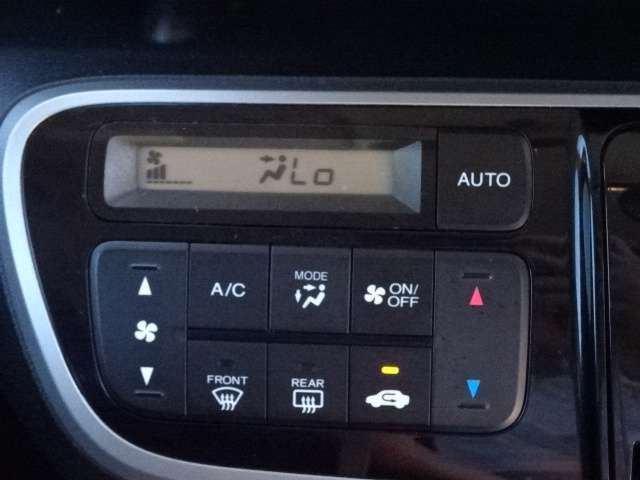 Lo
AUTO
A/C
MODE
ON/
OFF
FRONT
REAR